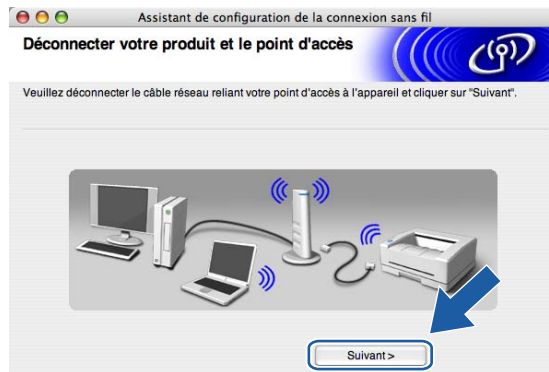 Assistant de configuration de la connexion sans fil
Déconnecter votre produit et le point d'accès
Veuillez déconnecter le câble réseau reliant votre point d'accès à l'appareil et cliquer sur "Suivant".
Suivant >